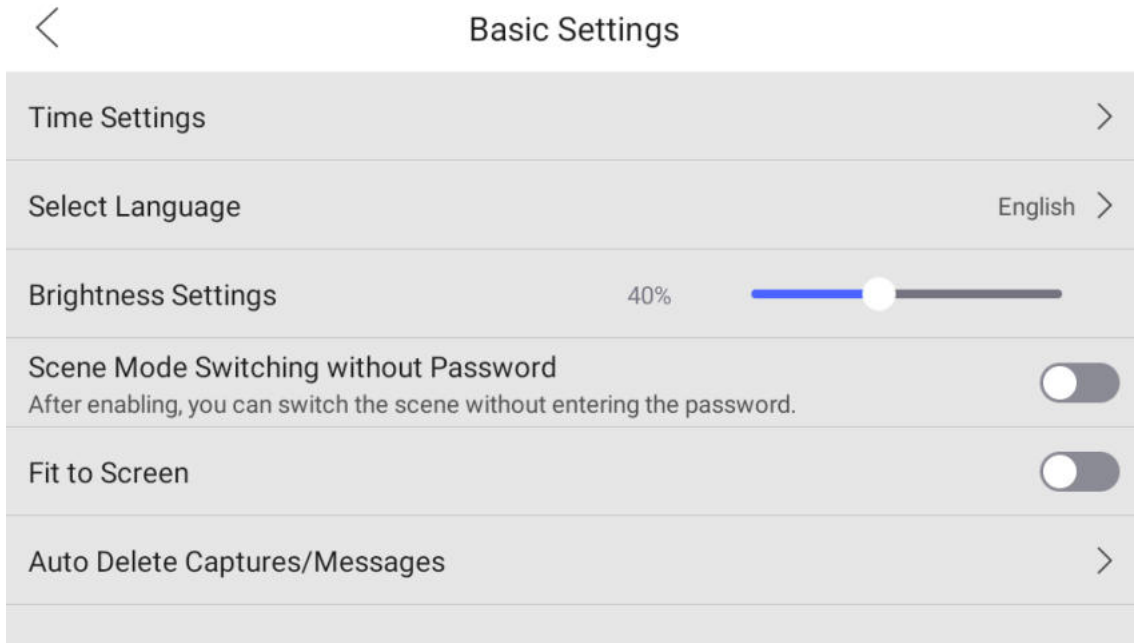 Basic Settings
Time Settings
Select Language English
Brightness Settings 40%
Scene Mode Switching without Password
After enabling, you can switch the scene without entering the password.
Fit to Screen
Auto Delete Captures/Messages